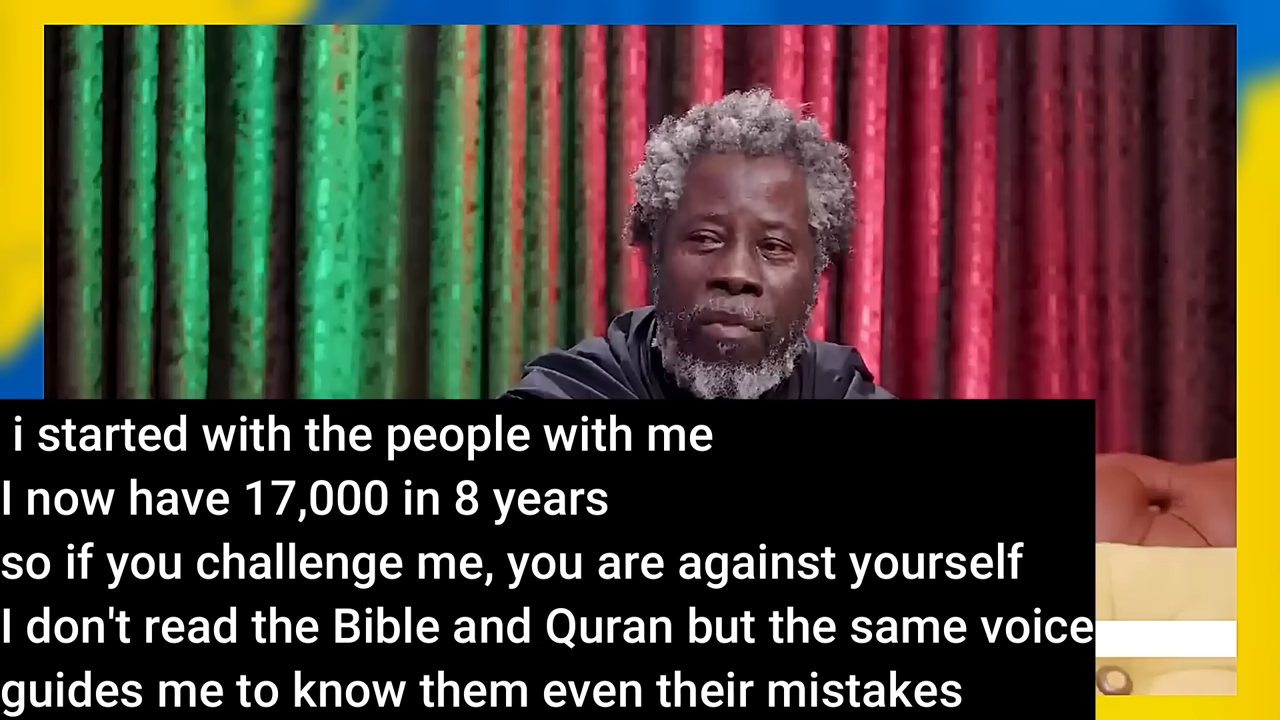 i started with the people with me
I now have 17,000 in 8 years
so if you challenge me, you are against yourself
I don't read the Bible and Quran but the same voice
guides me to know them even their mistakes